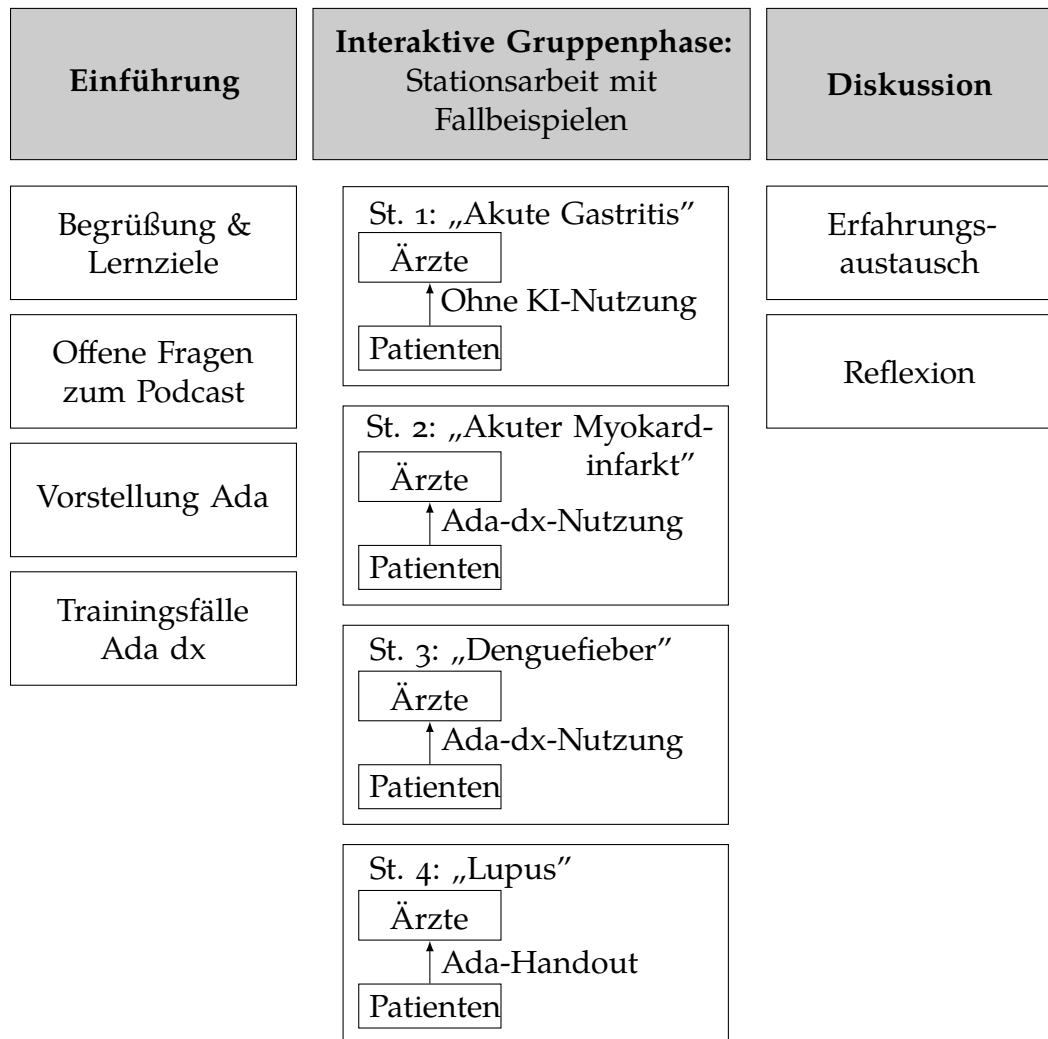 Einführung
Interaktive Gruppenphase:
Stationsarbeit mit
Fallbeispielen
Diskussion
Begrüßung &
Lernziele
Offene Fragen
zum Podcast
Vorstellung Ada
Trainingsfälle
Ada dx
St. 1: „Akute Gastritis”
Ärzte
Ohne KI-Nutzung
Patienten
St. 2: „Akuter Myokard-
infarkt”
Ärzte
Ada-dx-Nutzung
Patienten
St. 3: „Denguefieber”
Ärzte
Ada-dx-Nutzung
Patienten
St. 4: „Lupus”
Ärzte
Ada-Handout
Patienten
Erfahrungs-
austausch
Reflexion